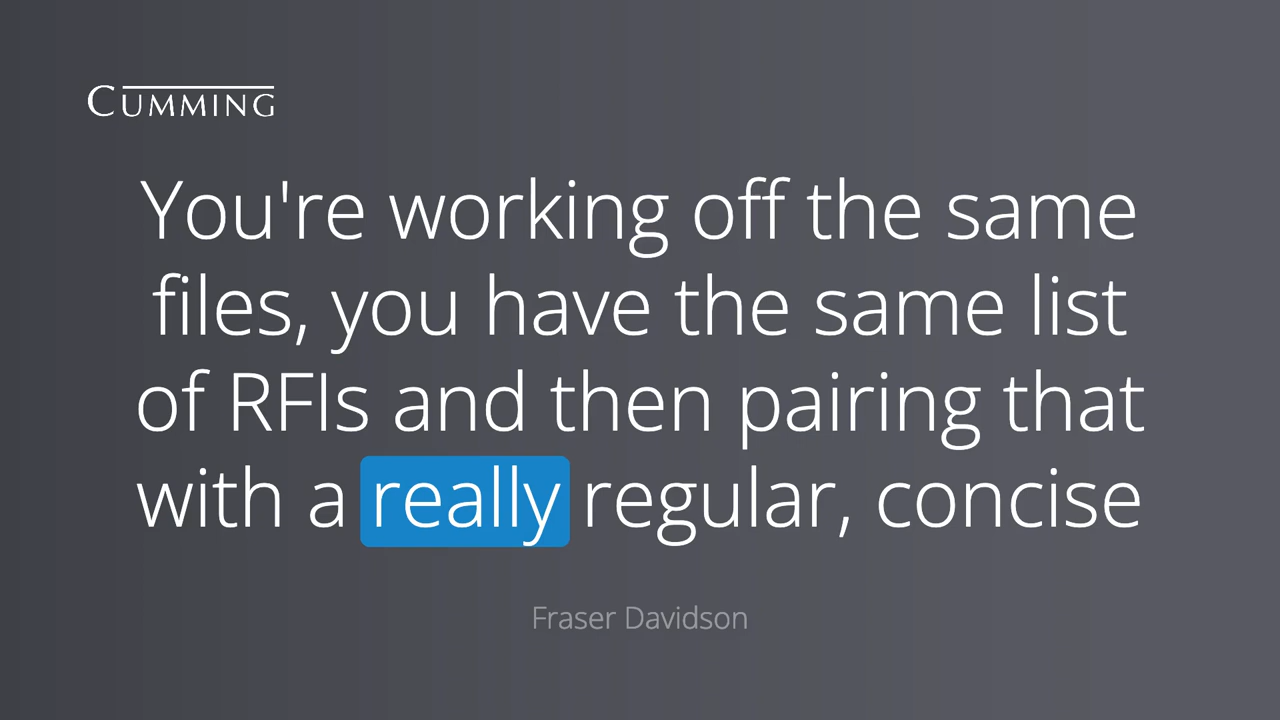 CUMMING
You're working off the same
files, you have the same list
of RFIs and then pairing that
with a really regular, concise
Fraser Davidson